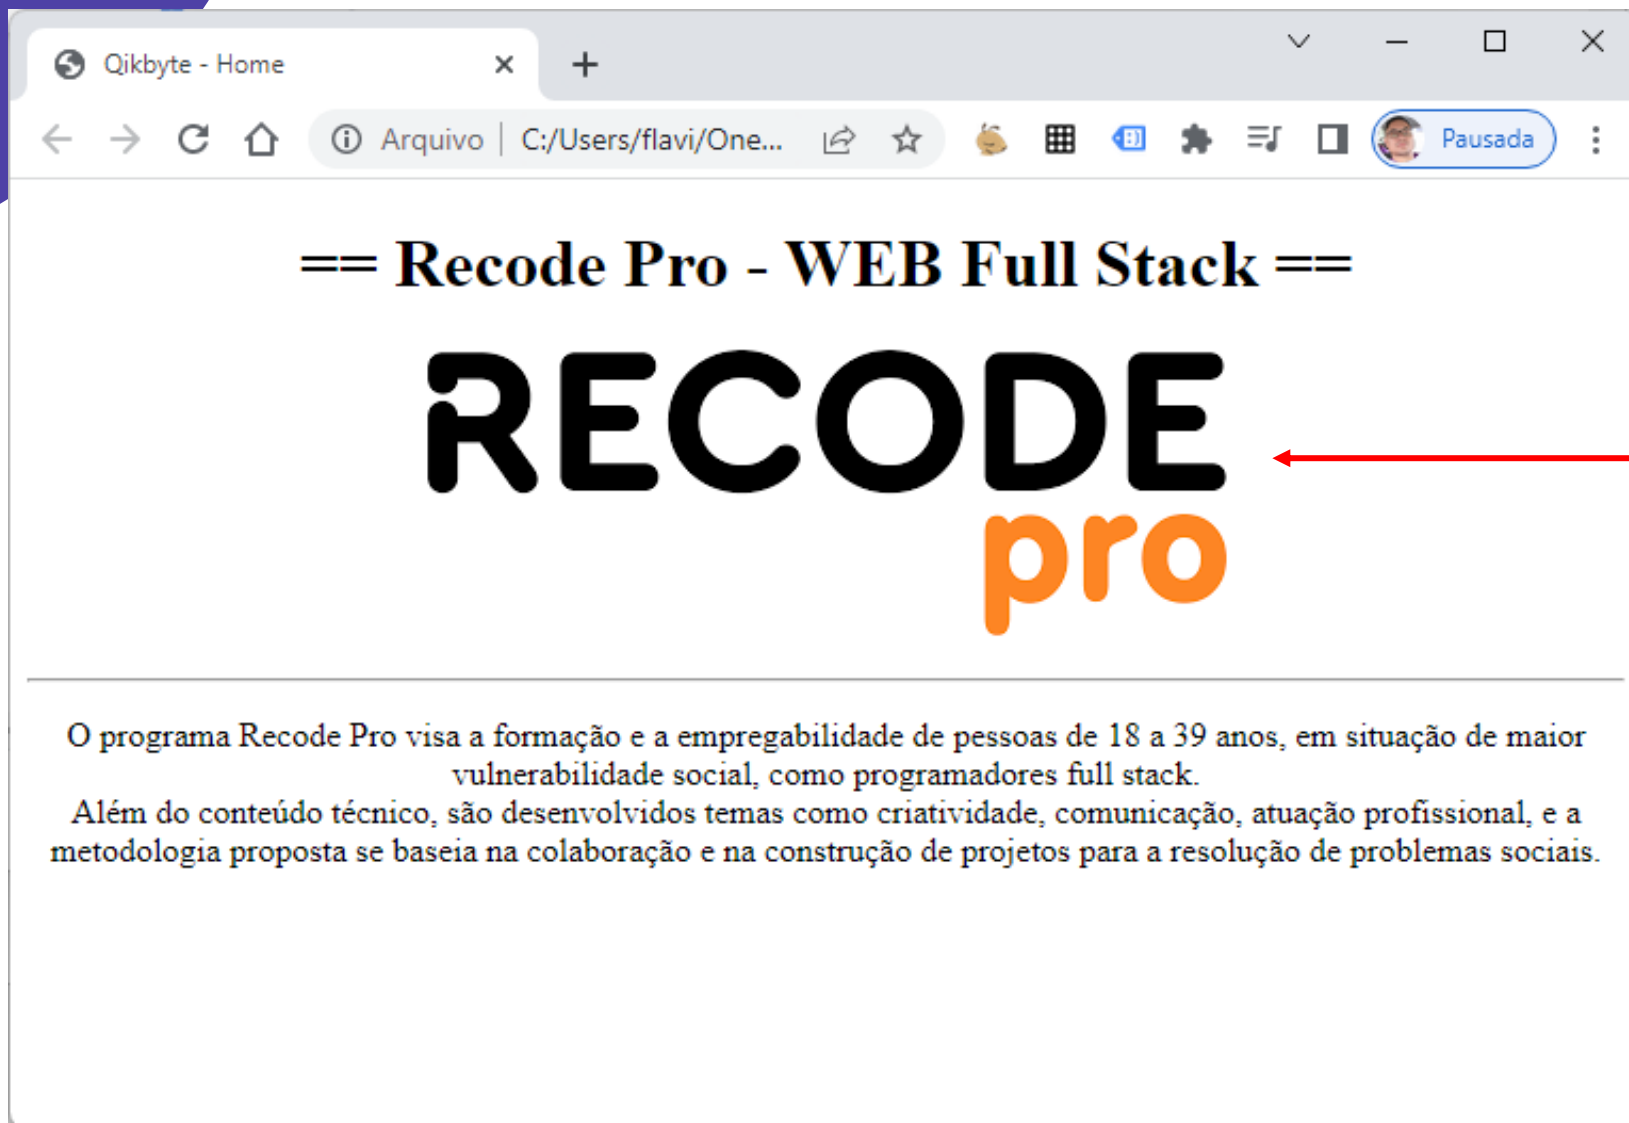 Qikbyte - Home
Arquivo | C:/Users/flavi/One...
Pausada
== Recode Pro - WEB Full Stack ==
RECODE
pro
O programa Recode Pro visa a formação e a empregabilidade de pessoas de 18 a 39 anos, em situação de maior
vulnerabilidade social, como programadores full stack.
Além do conteúdo técnico, são desenvolvidos temas como criatividade, comunicação, atuação profissional, e a
metodologia proposta se baseia na colaboração e na construção de projetos para a resolução de problemas sociais.